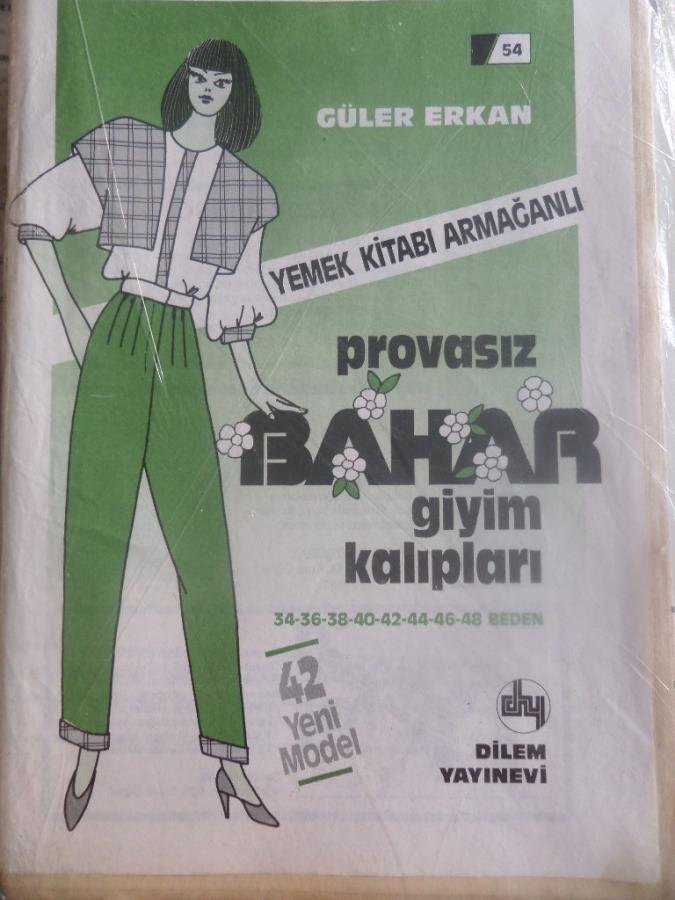 54
GÜLER ERKAN
YEMEK KİTABI ARMAĞANLI
provasız
BAHAR
giyim
kalıpları
34-36-38-40-42-44-46-48 BEDEN
42
Yeni
Model
dhy
DİLEM
YAYINEVİ